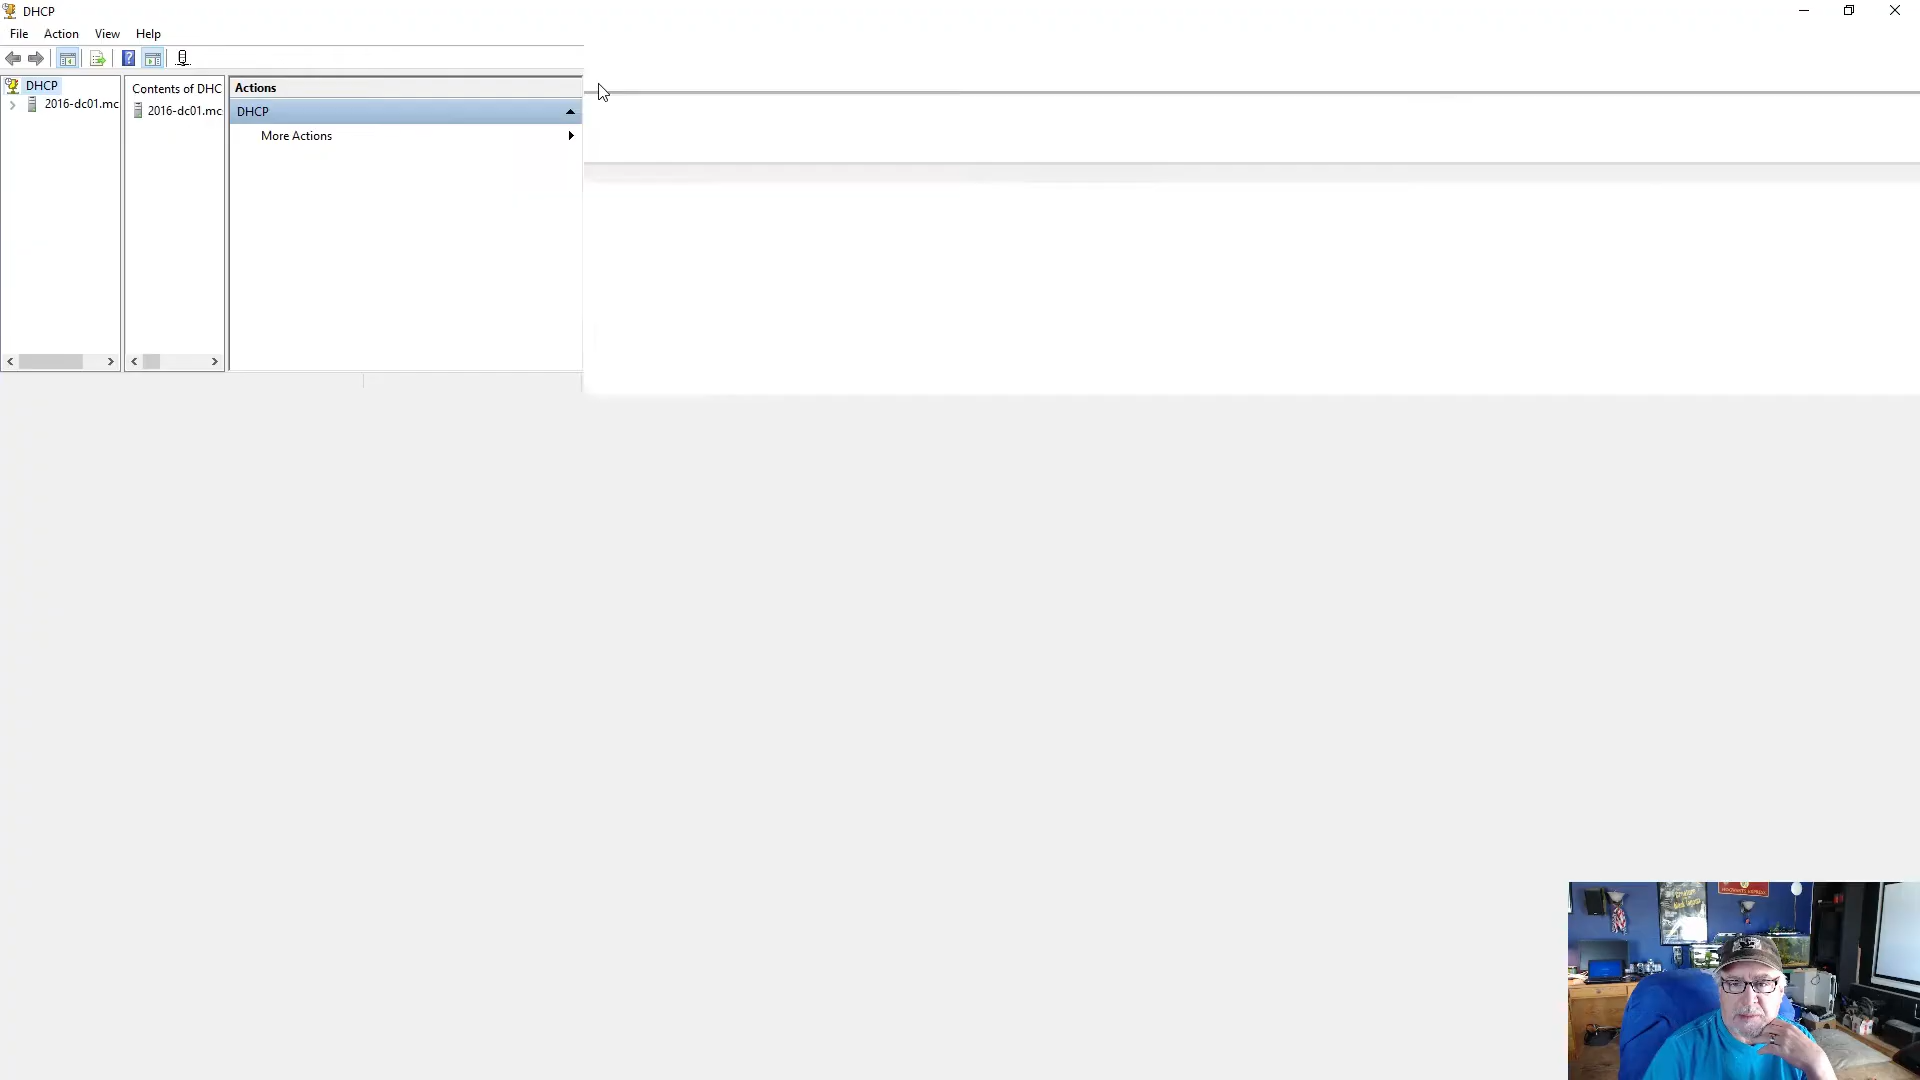 DHCP
File Action View Help
DHCP
2016-dc01.mc
Contents of DHC
2016-dc01.mc
Actions
DHCP
More Actions